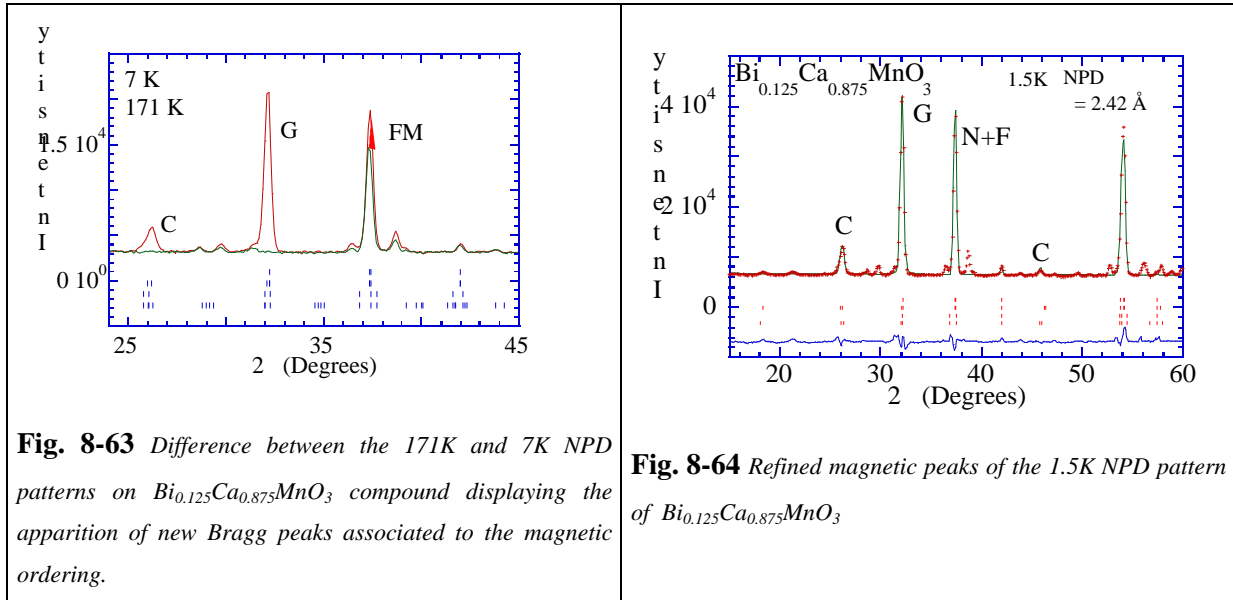 ytisnetnI
7 K
171 K
G
FM
C
1.5 10⁴
0 10⁰
25 35 45
2 (Degrees)
Fig. 8-63 Difference between the 171K and 7K NPD
patterns on Bi₀.₁₂₅Ca₀.₈₇₅MnO₃ compound displaying the
apparition of new Bragg peaks associated to the magnetic
ordering.
ytisnetnI
Bi₀.₁₂₅Ca₀.₈₇₅MnO₃ 1.5K NPD
= 2.42 Å
4 10⁴
G
N+F
2 10⁴
C
C
0
20 30 40 50 60
2 (Degrees)
Fig. 8-64 Refined magnetic peaks of the 1.5K NPD pattern
of Bi₀.₁₂₅Ca₀.₈₇₅MnO₃